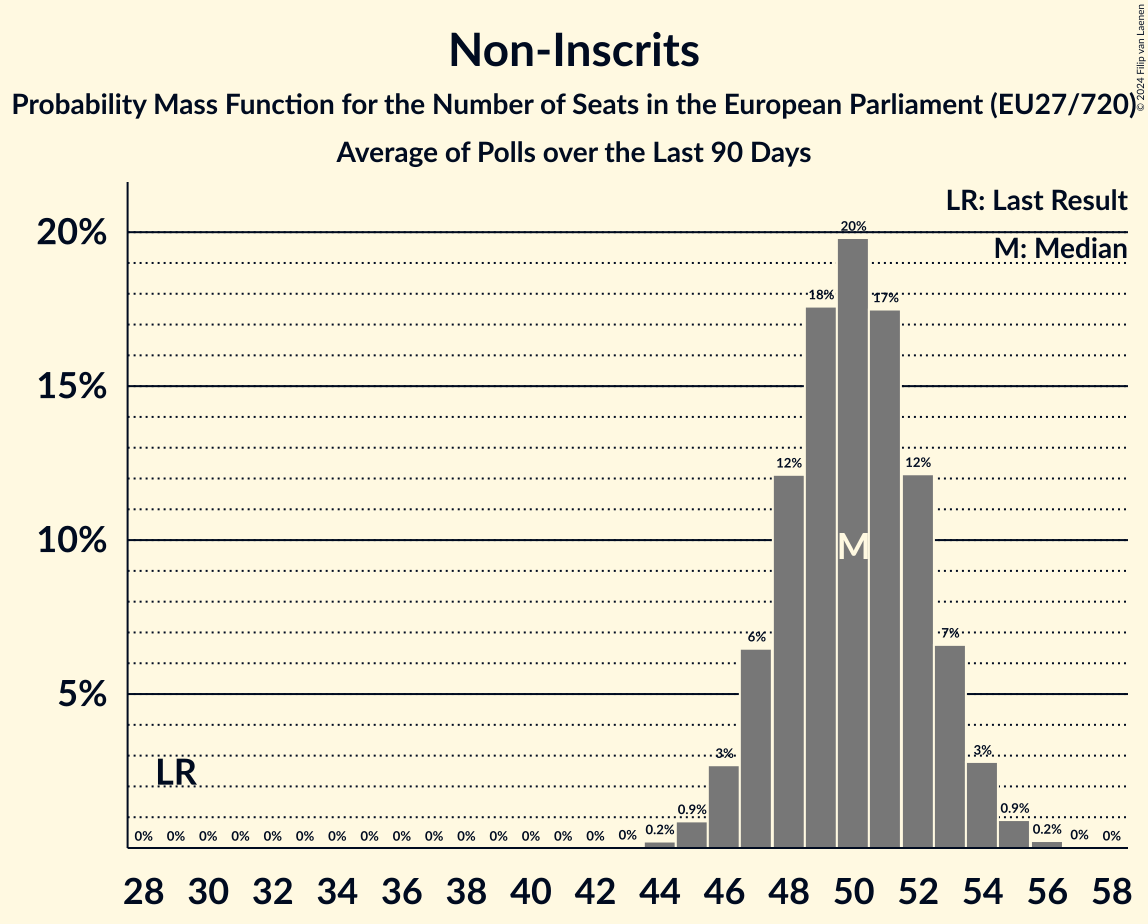 Non-Inscrits
Probability Mass Function for the Number of Seats in the European Parliament (EU27/720)
Average of Polls over the Last 90 Days
© 2024 Filip van Laenen
LR: Last Result
M: Median
20%
15%
10%
5%
LR
M
0% 0% 0% 0% 0% 0% 0% 0% 0% 0% 0% 0% 0% 0% 0% 0% 0.2% 0.9% 3% 6% 12% 18% 20% 17% 12% 7% 3% 0.9% 0.2% 0% 0%
28 30 32 34 36 38 40 42 44 46 48 50 52 54 56 58